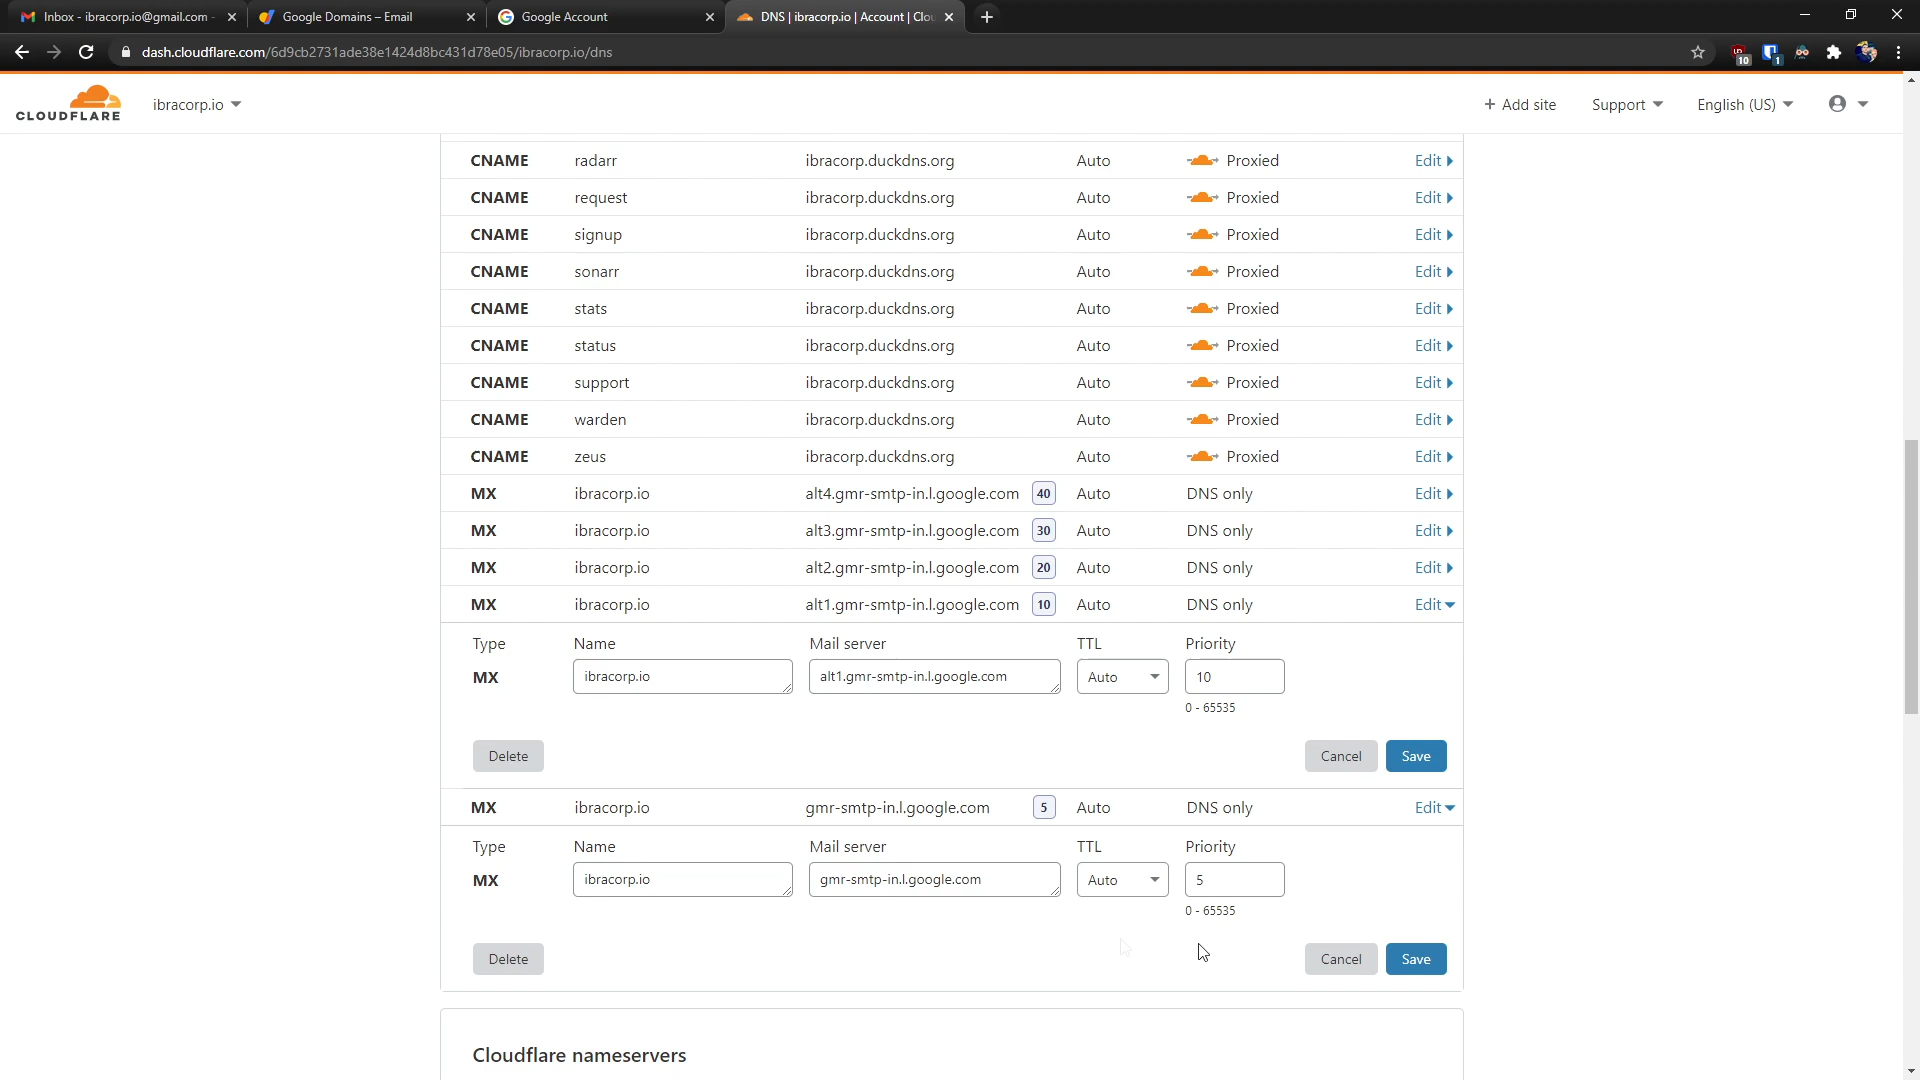 Inbox - ibracorp.io@gmail.com -
Google Domains – Email
Google Account
DNS | ibracorp.io | Account | Clou
dash.cloudflare.com/6d9cb2731ade38e1424d8bc431d78e05/ibracorp.io/dns
10
1
CLOUDFLARE
ibracorp.io
+ Add site
Support
English (US)
CNAME radarr ibracorp.duckdns.org Auto Proxied Edit
CNAME request ibracorp.duckdns.org Auto Proxied Edit
CNAME signup ibracorp.duckdns.org Auto Proxied Edit
CNAME sonarr ibracorp.duckdns.org Auto Proxied Edit
CNAME stats ibracorp.duckdns.org Auto Proxied Edit
CNAME status ibracorp.duckdns.org Auto Proxied Edit
CNAME support ibracorp.duckdns.org Auto Proxied Edit
CNAME warden ibracorp.duckdns.org Auto Proxied Edit
CNAME zeus ibracorp.duckdns.org Auto Proxied Edit
MX ibracorp.io alt4.gmr-smtp-in.l.google.com 40 Auto DNS only Edit
MX ibracorp.io alt3.gmr-smtp-in.l.google.com 30 Auto DNS only Edit
MX ibracorp.io alt2.gmr-smtp-in.l.google.com 20 Auto DNS only Edit
MX ibracorp.io alt1.gmr-smtp-in.l.google.com 10 Auto DNS only Edit
Type Name Mail server TTL Priority
MX ibracorp.io alt1.gmr-smtp-in.l.google.com Auto 10
0 - 65535
Delete Cancel Save
MX ibracorp.io gmr-smtp-in.l.google.com 5 Auto DNS only Edit
Type Name Mail server TTL Priority
MX ibracorp.io gmr-smtp-in.l.google.com Auto 5
0 - 65535
Delete Cancel Save
Cloudflare nameservers